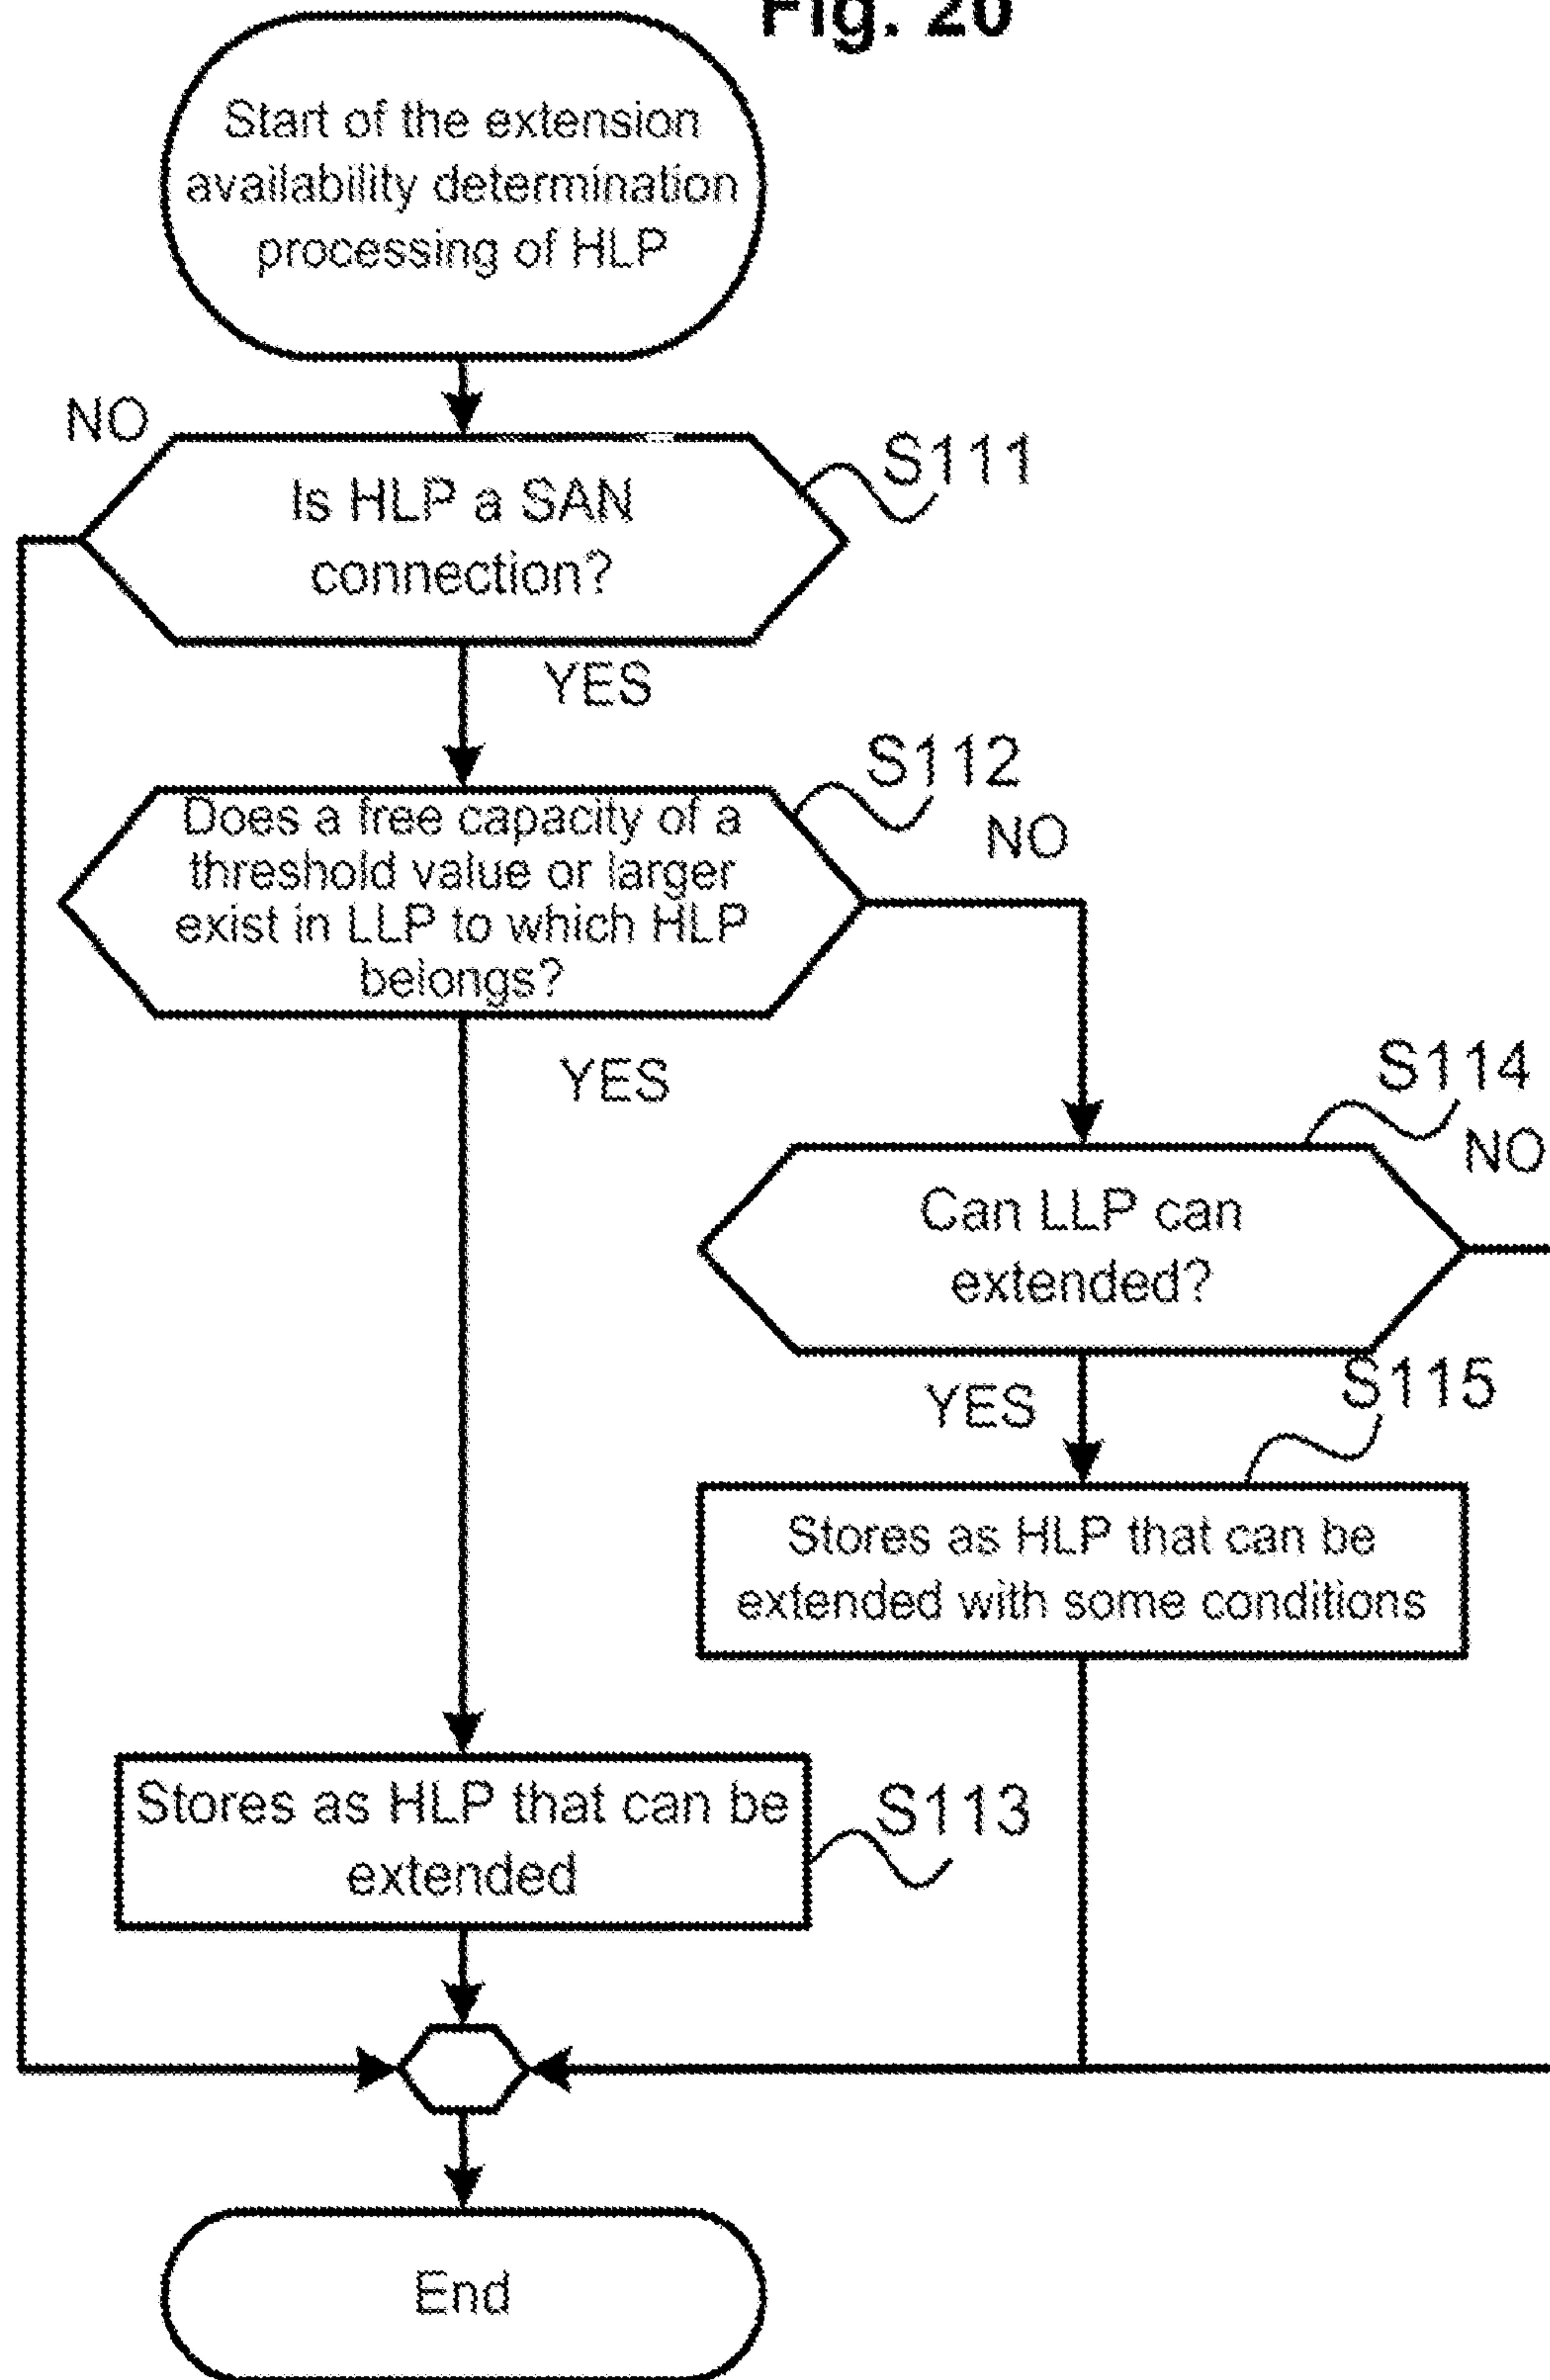 Fig. 20
Start of the extension
availability determination
processing of HLP
NO
S111
Is HLP a SAN
connection?
YES
S112
NO
Does a free capacity of a
threshold value or larger
exist in LLP to which HLP
belongs?
YES
S114
NO
Can LLP can
extended?
YES
S115
Stores as HLP that can be
extended with some conditions
Stores as HLP that can be
extended
S113
End